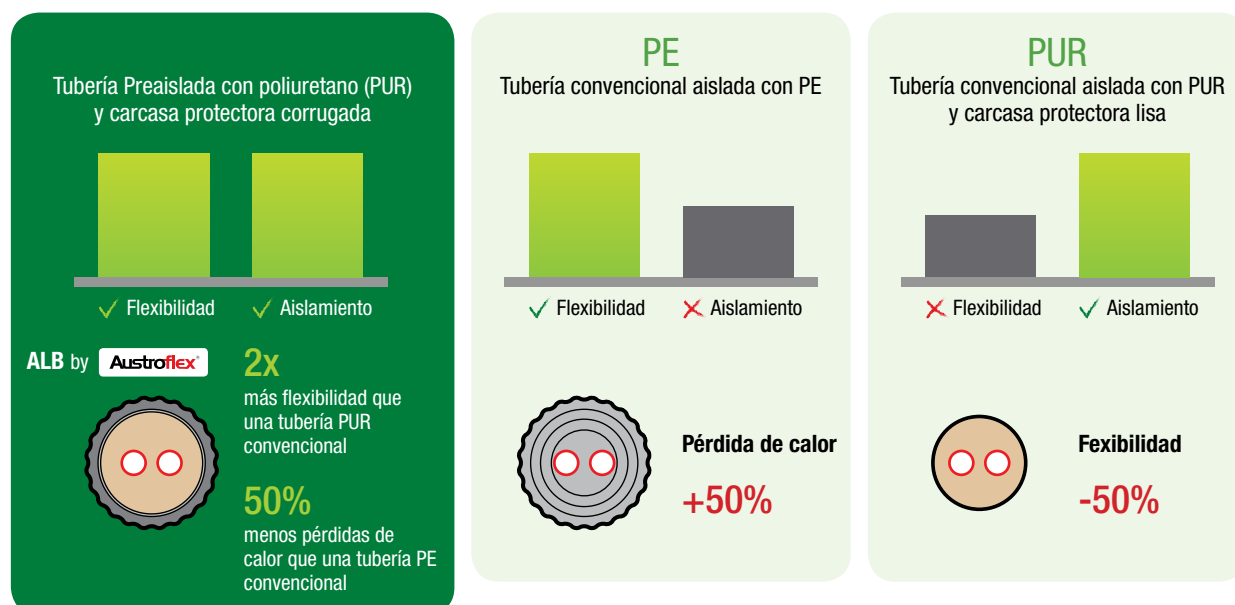 Tubería Preaislada con poliuretano (PUR)
y carcasa protectora corrugada
Flexibilidad
Aislamiento
ALB by Austroflex®
2x
más flexibilidad que
una tubería PUR
convencional
50%
menos pérdidas de
calor que una tubería PE
convencional
PE
Tubería convencional aislada con PE
Flexibilidad
Aislamiento
Pérdida de calor
+50%
PUR
Tubería convencional aislada con PUR
y carcasa protectora lisa
Flexibilidad
Aislamiento
Fexibilidad
-50%